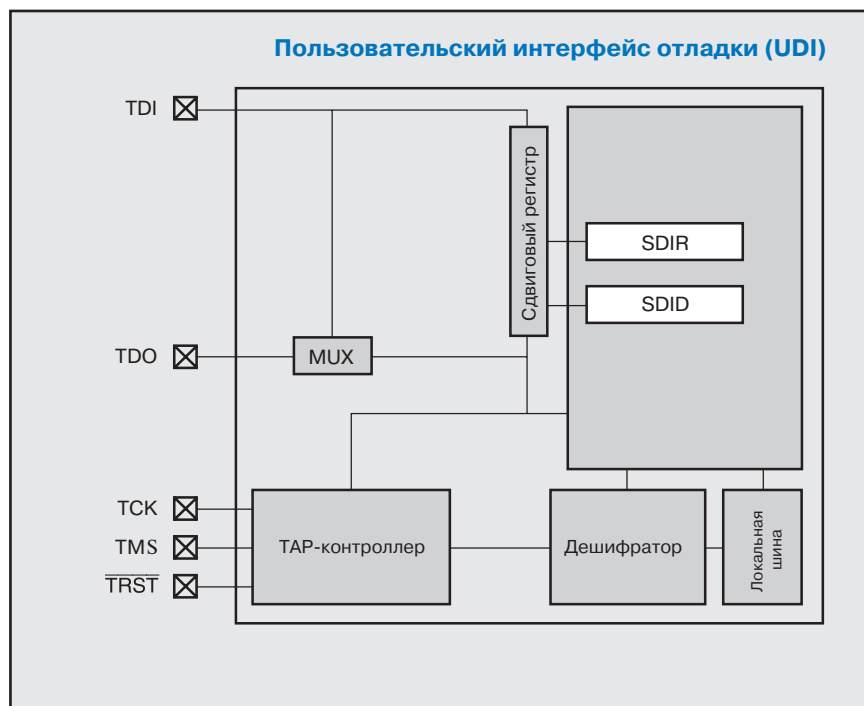 Пользовательский интерфейс отладки (UDI)
TDI
Сдвиговый регистр
SDIR
SDID
TDO
MUX
TCK
TMS
TRST
TAP-контроллер
Дешифратор
Локальная
шина